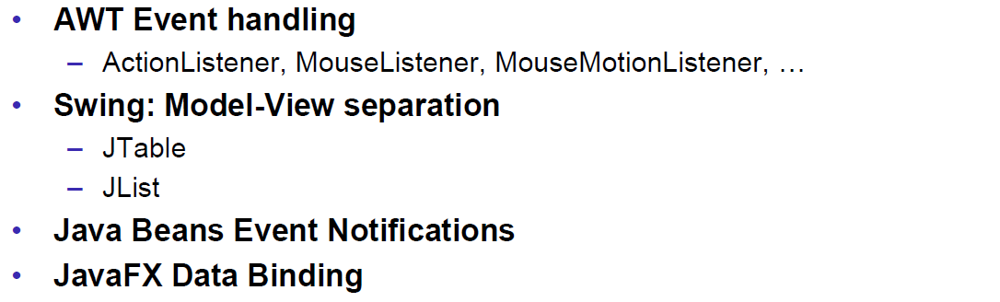 • AWT Event handling
– ActionListener, MouseListener, MouseMotionListener, …
• Swing: Model-View separation
– JTable
– JList
• Java Beans Event Notifications
• JavaFX Data Binding